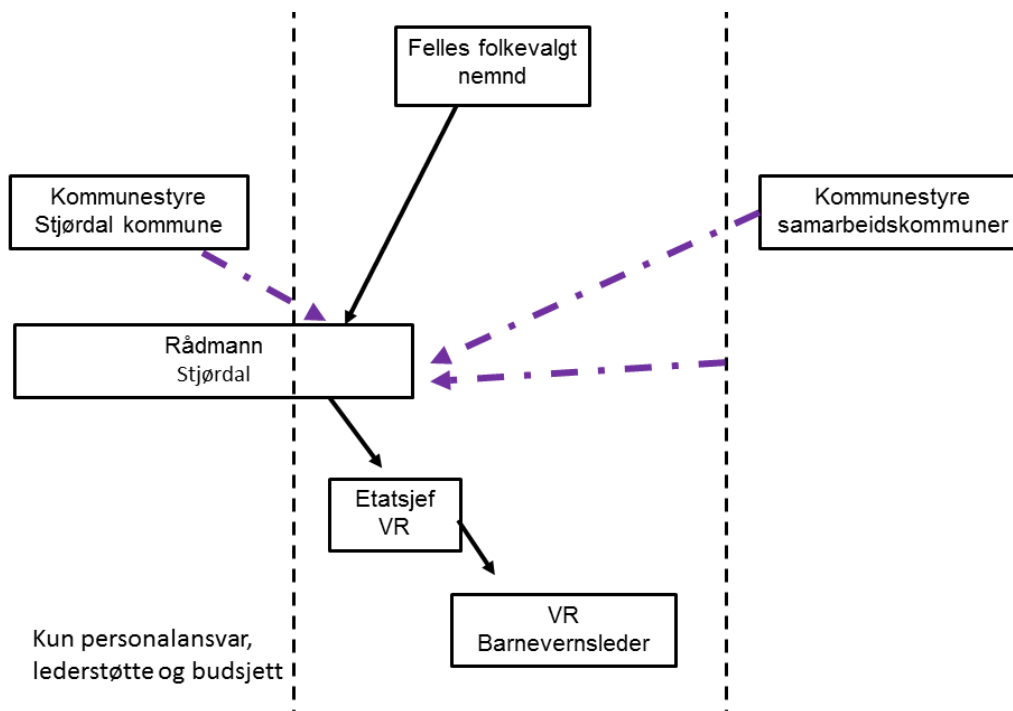 Felles folkevalgt
nemnd
Kommunestyre
Stjørdal kommune
Kommunestyre
samarbeidskommuner
Rådmann
Stjørdal
Etatsjef
VR
VR
Barnevernsleder
Kun personalansvar,
lederstøtte og budsjett